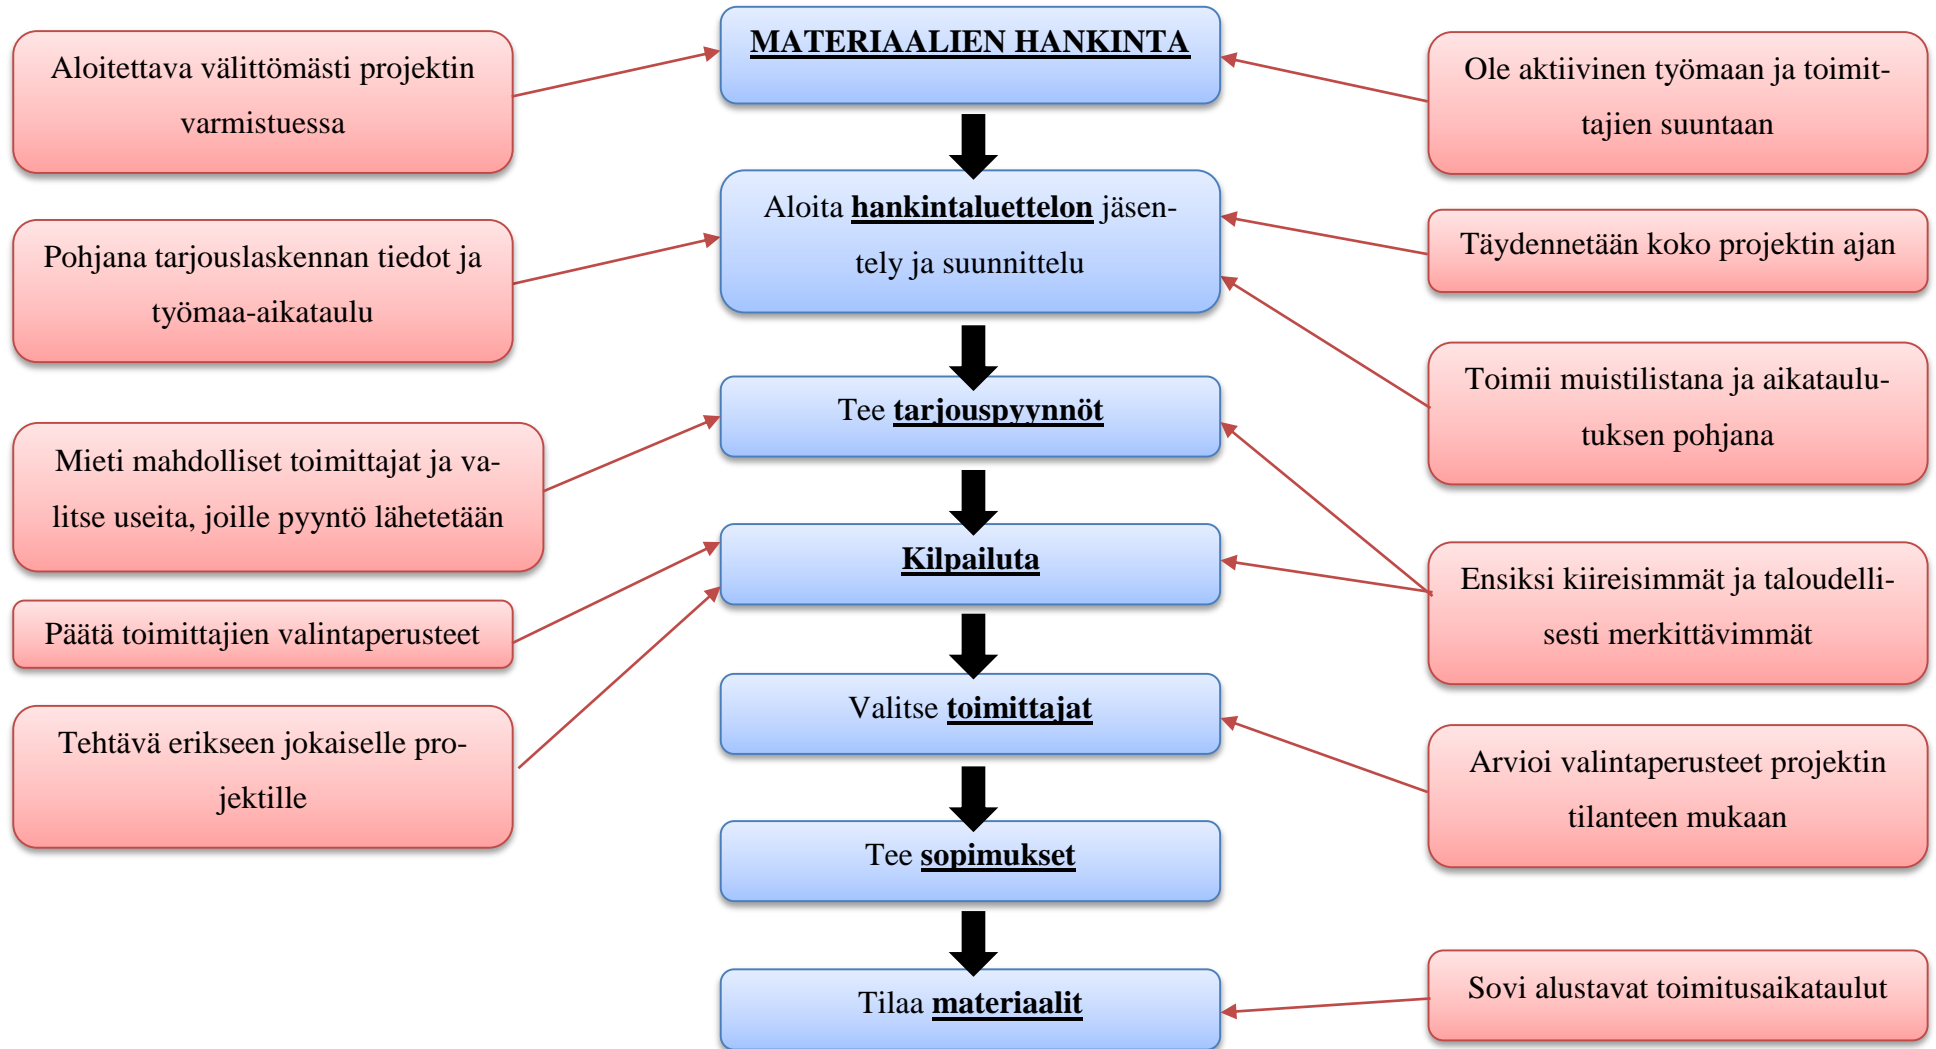 MATERIAALIEN HANKINTA
Aloitettava välittömästi projektin
varmistuessa
Ole aktiivinen työmaan ja toimit-
tajien suuntaan
Aloita hankintaluettelon jäsen-
tely ja suunnittelu
Pohjana tarjouslaskennan tiedot ja
työmaa-aikataulu
Täydennetään koko projektin ajan
Toimii muistilistana ja aikataulu-
tuksen pohjana
Tee tarjouspyynnöt
Mieti mahdolliset toimittajat ja va-
litse useita, joille pyyntö lähetetään
Kilpailuta
Ensiksi kiireisimmät ja taloudelli-
sesti merkittävimmät
Päätä toimittajien valintaperusteet
Tehtävä erikseen jokaiselle pro-
jektille
Valitse toimittajat
Arvioi valintaperusteet projektin
tilanteen mukaan
Tee sopimukset
Tilaa materiaalit
Sovi alustavat toimitusaikataulut